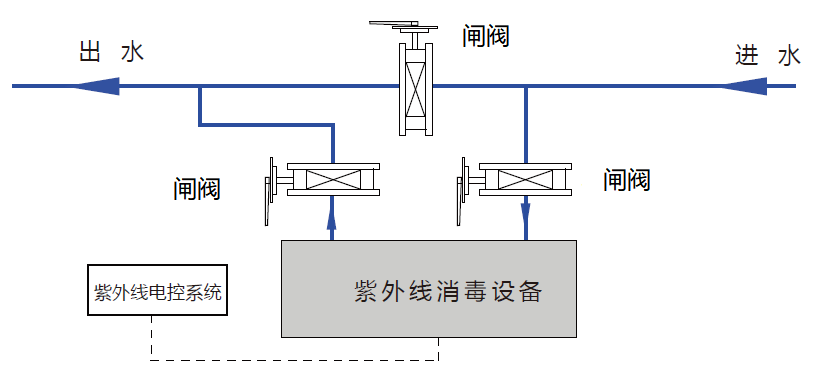 闸阀
出 水
进 水
闸阀
闸阀
紫外线电控系统
紫外线消毒设备